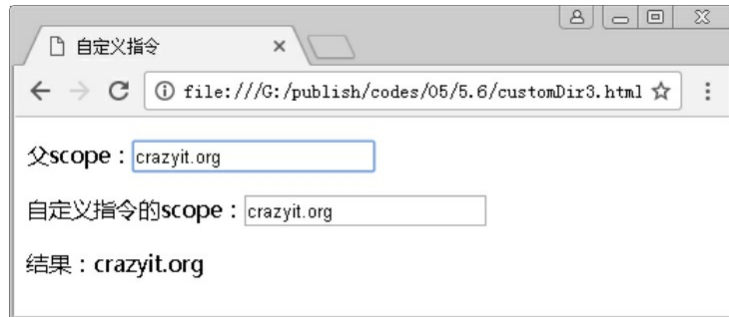 自定义指令
file:///G:/publish/codes/05/5.6/customDir3.html
父scope：crazyit.org
自定义指令的scope：crazyit.org
结果：crazyit.org